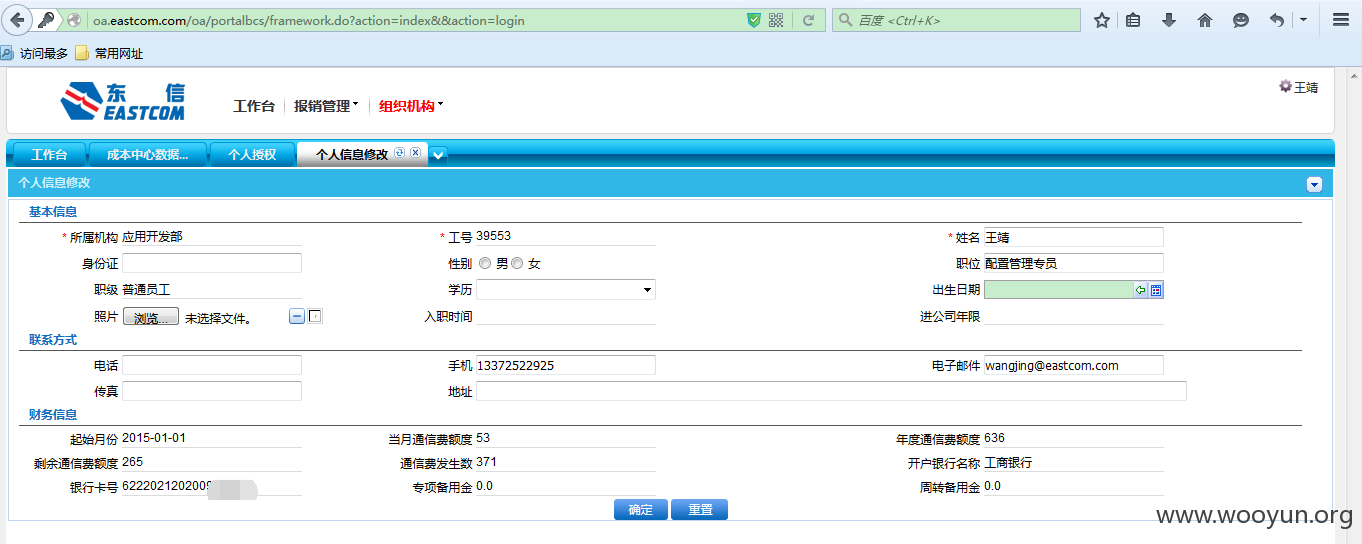 oa.eastcom.com/oa/portalbcs/framework.do?action=index&t&action=login
百度 <Ctrl+K>
访问最多 常用网址
东信
EASTCOM
工作台 报销管理 组织机构
王靖
工作台 成本中心数据... 个人授权 个人信息修改
个人信息修改
基本信息
* 所属机构 应用开发部 * 工号 39553 * 姓名 王靖
身份证 性别 男 女 职位 配置管理专员
职级 普通员工 学历 出生日期
照片 浏览... 未选择文件。 入职时间 进公司年限
联系方式
电话 手机 13372522925 电子邮件 wangjing@eastcom.com
传真 地址
财务信息
起始月份 2015-01-01 当月通信费额度 53 年度通信费额度 636
剩余通信费额度 265 通信费发生数 371 开户银行名称 工商银行
银行卡号 622202120200 专项备用金 0.0 周转备用金 0.0
确定 重置
www.wooyun.org